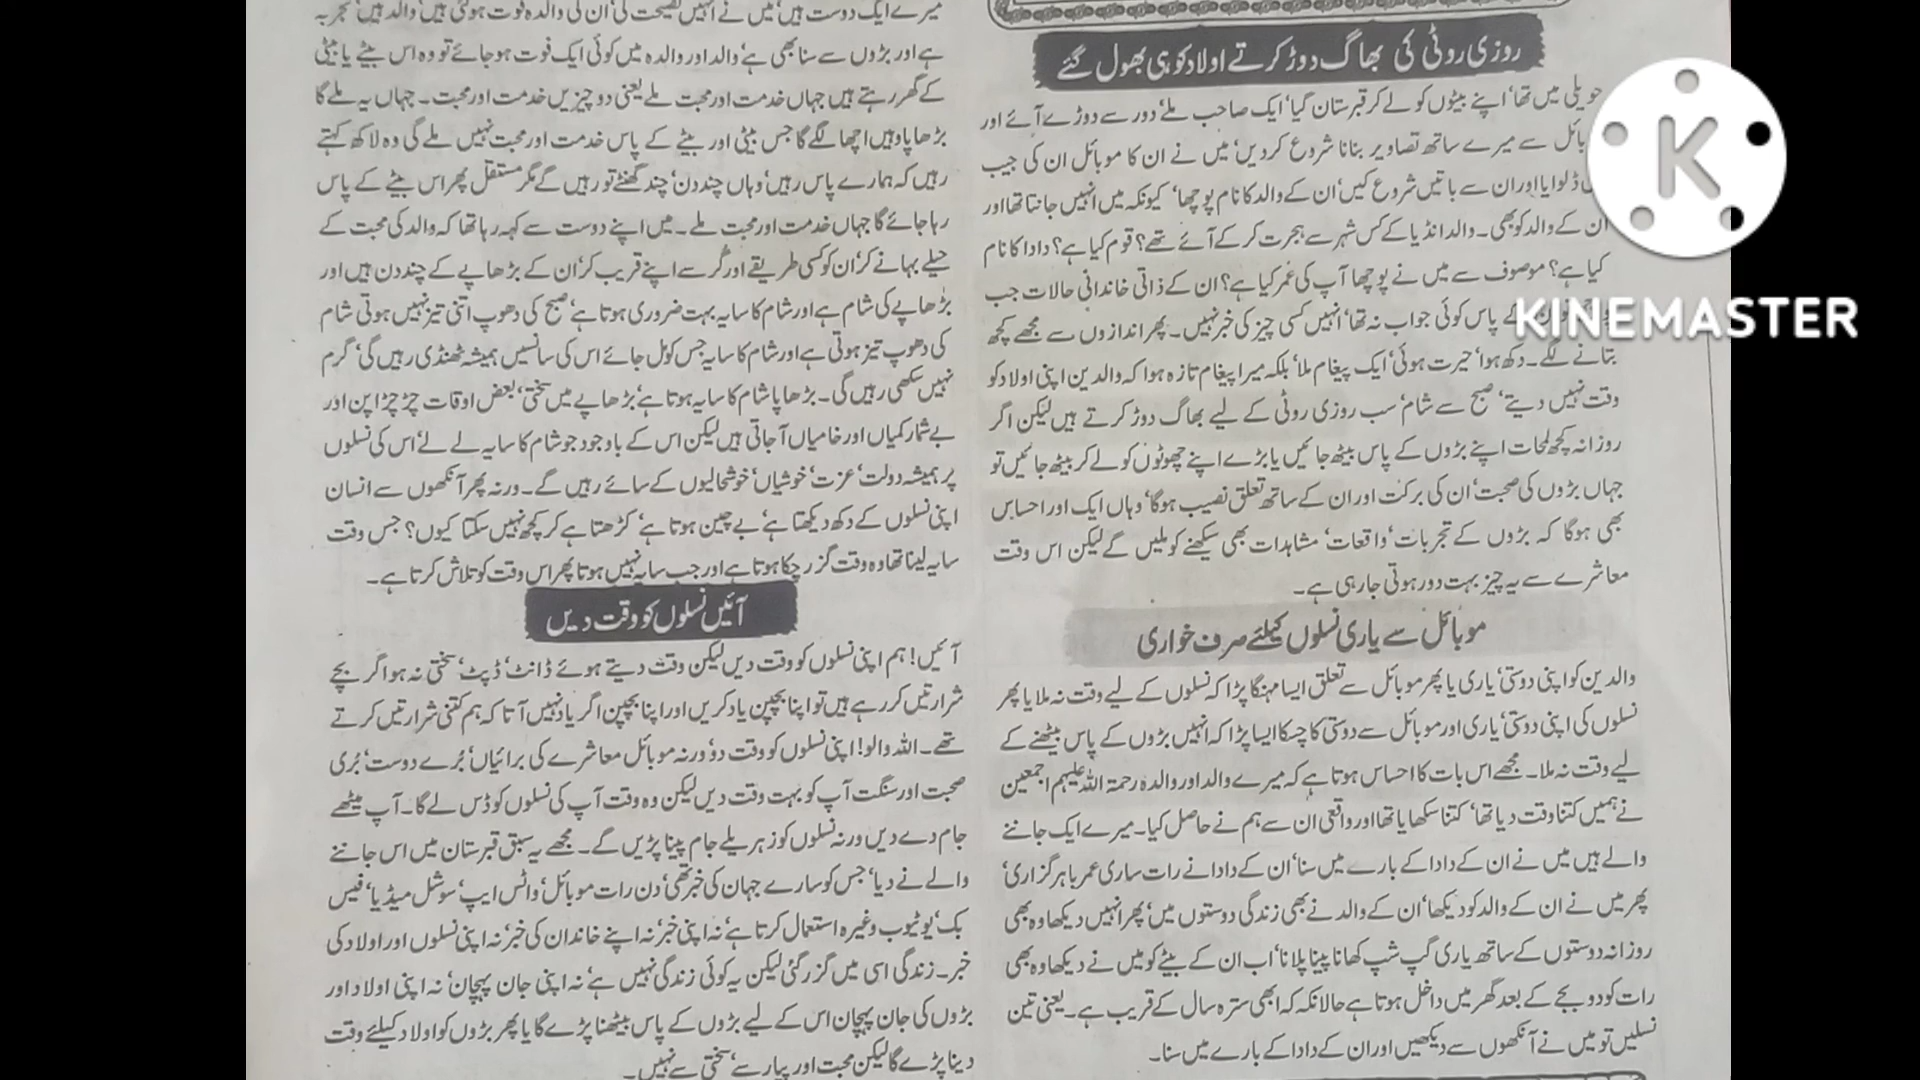 روزی روٹی کی بھاگ دوڑ کرتے اولاد کو ہی بھول گئے
حویلی میں تھا‘ اپنے بیٹوں کو لے کر قبرستان گیا‘ ایک صاحب ملے‘ دور سے دوڑے آئے اور
سے میرے ساتھ تصاویر بنانا شروع کردیں‘ میں نے ان کا موبائل ان کی جیب
ڈلوایا اور ان سے باتیں شروع کیں‘ ان کے والد کا نام پوچھا‘ کیونکہ میں انہیں جانتا تھا اور
ان کے والد کو بھی۔ والد انڈیا کے کس شہر سے ہجرت کرکے آئے تھے؟ قوم کیا ہے؟ دادا کا نام
کیا ہے؟ موصوف سے میں نے پوچھا آپ کی عمر کیا ہے؟ ان کے ذاتی خاندانی حالات جب
کے پاس کوئی جواب نہ تھا‘ انہیں کسی چیز کی خبر نہیں۔ پھر اندازوں سے مجھے کچھ
بتانے لگے۔ دکھ ہوا‘ حیرت ہوئی‘ ایک پیغام ملا‘ بلکہ میرا پیغام تازہ ہوا کہ والدین اپنی اولاد کو
وقت نہیں دیتے‘ صبح سے شام‘ سب روزی روٹی کے لیے بھاگ دوڑ کرتے ہیں لیکن اگر
روزانہ کچھ لمحات اپنے بڑوں کے پاس بیٹھ جائیں یا بڑے اپنے چھوٹوں کو لے کر بیٹھ جائیں تو
جہاں بڑوں کی صحبت‘ ان کی برکت اور ان کے ساتھ تعلق نصیب ہوگا‘ وہاں ایک اور احساس
بھی ہوگا کہ بڑوں کے تجربات‘ واقعات‘ مشاہدات بھی سیکھنے کو ملیں گے لیکن اس وقت
معاشرے سے یہ چیز بہت دور ہوتی جارہی ہے۔
موبائل سے یاری نسلوں کیلئے صرف خواری
والدین کو اپنی دوستی‘ یاری یا پھر موبائل سے تعلق ایسا مہنگا پڑا کہ نسلوں کے لیے وقت نہ ملا یا پھر
نسلوں کی اپنی دوستی‘ یاری اور موبائل سے دوستی کا چسکا ایسا پڑا کہ انہیں بڑوں کے پاس بیٹھنے کے
لیے وقت نہ ملا۔ مجھے اس بات کا احساس ہوتا ہے کہ میرے والد اور والدہ رحمۃ اللہ علیہم اجمعین
نے ہمیں کتنا وقت دیا تھا‘ کتنا سکھایا تھا اور واقعی ان سے ہم نے حاصل کیا۔ میرے ایک جاننے
والے ہیں میں نے ان کے دادا کے بارے میں سنا‘ ان کے دادا نے رات ساری عمر باہر گزاری‘
پھر میں نے ان کے والد کو دیکھا‘ ان کے والد نے بھی زندگی دوستوں میں‘ پھر انہیں دیکھا وہ بھی
روزانہ دوستوں کے ساتھ یاری گپ شپ کھانا پینا پلانا‘ اب ان کے بیٹے کو میں نے دیکھا وہ بھی
رات کو دو بجے کے بعد گھر میں داخل ہوتا ہے حالانکہ ابھی سترہ سال کے قریب ہے۔ یعنی تین
نسلیں تو میں نے آنکھوں سے دیکھیں اور ان کے دادا کے بارے میں سنا۔
میرے ایک دوست ہیں‘ میں نے انہیں نصیحت کی‘ ان کی والدہ فوت ہوگئی ہیں‘ والد ہیں‘ تجربہ
ہے اور بڑوں سے سنا بھی ہے‘ والد اور والدہ میں کوئی ایک فوت ہوجائے تو وہ اس بیٹے یا بیٹی
کے گھر رہتے ہیں جہاں خدمت اور محبت ملے یعنی دو چیزیں خدمت اور محبت۔ جہاں یہ ملے گا
بڑھاپا وہیں اچھا لگے گا جس بیٹی اور بیٹے کے پاس خدمت اور محبت نہیں ملے گی وہ لاکھ کہتے
رہیں کہ ہمارے پاس رہیں‘ وہاں چند دن‘ چند گھنٹے تو رہیں گے مگر مستقل پھر اس بیٹے کے پاس
رہا جائے گا جہاں خدمت اور محبت ملے۔ میں اپنے دوست سے کہہ رہا تھا کہ والد کی محبت کے
حیلے بہانے کر‘ ان کو کسی طریقے اور گُر سے اپنے قریب کر‘ ان کے بڑھاپے کے چند دن ہیں اور
بڑھاپے کی شام ہے اور شام کا سایہ بہت ضروری ہوتا ہے‘ صبح کی دھوپ اتنی تیز نہیں ہوتی شام
کی دھوپ تیز ہوتی ہے اور شام کا سایہ جس کو مل جائے اس کی سانسیں ہمیشہ ٹھنڈی رہیں گی‘ گرم
نہیں سکھی رہیں گی۔ بڑھاپا شام کا سایہ ہوتا ہے‘ بڑھاپے میں سختی‘ بعض اوقات چڑچڑا پن اور
بے شمار کمیاں اور خامیاں آجاتی ہیں لیکن اس کے باوجود جو شام کا سایہ لے لے‘ اس کی نسلوں
پر ہمیشہ دولت‘ عزت‘ خوشیاں‘ خوشحالیوں کے سائے رہیں گے۔ ورنہ پھر آنکھوں سے انسان
اپنی نسلوں کے دکھ دیکھتا ہے‘ بے چین ہوتا ہے‘ کڑھتا ہے کر کچھ نہیں سکتا کیوں؟ جس وقت
سایہ لینا تھا وہ وقت گزر چکا ہوتا ہے اور جب سایہ نہیں ہوتا پھر اس وقت کو تلاش کرتا ہے۔
آئیں نسلوں کو وقت دیں
آئیں! ہم اپنی نسلوں کو وقت دیں لیکن وقت دیتے ہوئے ڈانٹ‘ ڈپٹ‘ سختی نہ ہو اگر بچے
شرارتیں کررہے ہیں تو اپنا بچپن یاد کریں اور اپنا بچپن اگر یاد نہیں آتا کہ ہم کتنی شرارتیں کرتے
تھے۔ اللہ والو! اپنی نسلوں کو وقت دو‘ ورنہ موبائل معاشرے کی برائیاں‘ بُرے دوست‘ بُری
صحبت اور سنگت آپ کو بہت وقت دیں لیکن وہ وقت آپ کی نسلوں کو ڈس لے گا۔ آپ میٹھے
جام دے دیں ورنہ نسلوں کو زہریلے جام پینا پڑیں گے۔ مجھے یہ سبق قبرستان میں اس جاننے
والے نے دیا‘ جس کو سارے جہان کی خبر تھی‘ دن رات موبائل‘ واٹس ایپ‘ سوشل میڈیا‘ فیس
بک‘ یوٹیوب وغیرہ استعمال کرتا ہے‘ نہ اپنی خبر‘ نہ اپنے خاندان کی خبر‘ نہ اپنی نسلوں اور اولاد کی
خبر۔ زندگی اسی میں گزر گئی لیکن یہ کوئی زندگی نہیں ہے‘ نہ اپنی جان پہچان‘ نہ اپنی اولاد اور
بڑوں کی جان پہچان اس کے لیے بڑوں کے پاس بیٹھنا پڑے گا یا پھر بڑوں کو اولاد کیلئے وقت
دینا پڑے گا لیکن محبت اور پیار سے‘ سختی سے نہیں۔
K
KINEMASTER